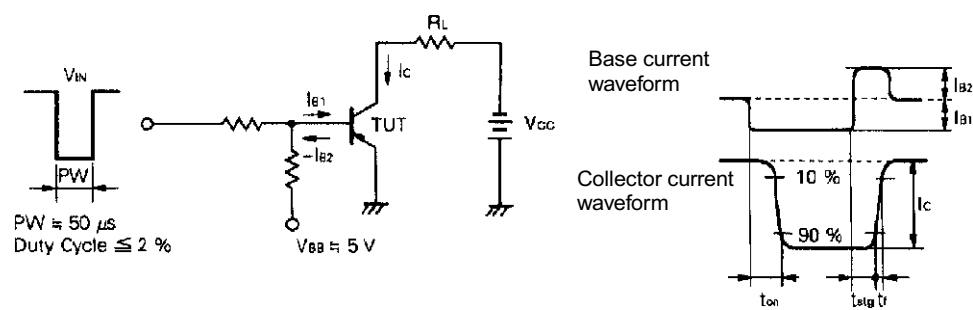 VIN
PW
PW ≒ 50 μs
Duty Cycle ≦ 2 %
IB1
-IB2
VBB ≒ 5 V
TUT
IC
RL
VCC
Base current
waveform
IB2
IB1
Collector current
waveform
10 %
90 %
IC
ton
tstg tf